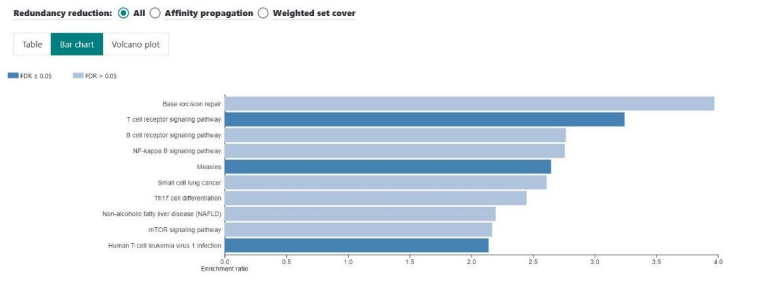 Redundancy reduction: All Affinity propagation Weighted set cover
Table Bar chart Volcano plot
FDR ≤ 0.05 FDR > 0.05
Base excision repair
T cell receptor signaling pathway
B cell receptor signaling pathway
NF-kappa B signaling pathway
Measles
Small cell lung cancer
Th17 cell differentiation
Non-alcoholic fatty liver disease (NAFLD)
mTOR signaling pathway
Human T-cell leukemia virus 1 infection
0.0 0.5 1.0 1.5 2.0 2.5 3.0 3.5 4.0
Enrichment ratio